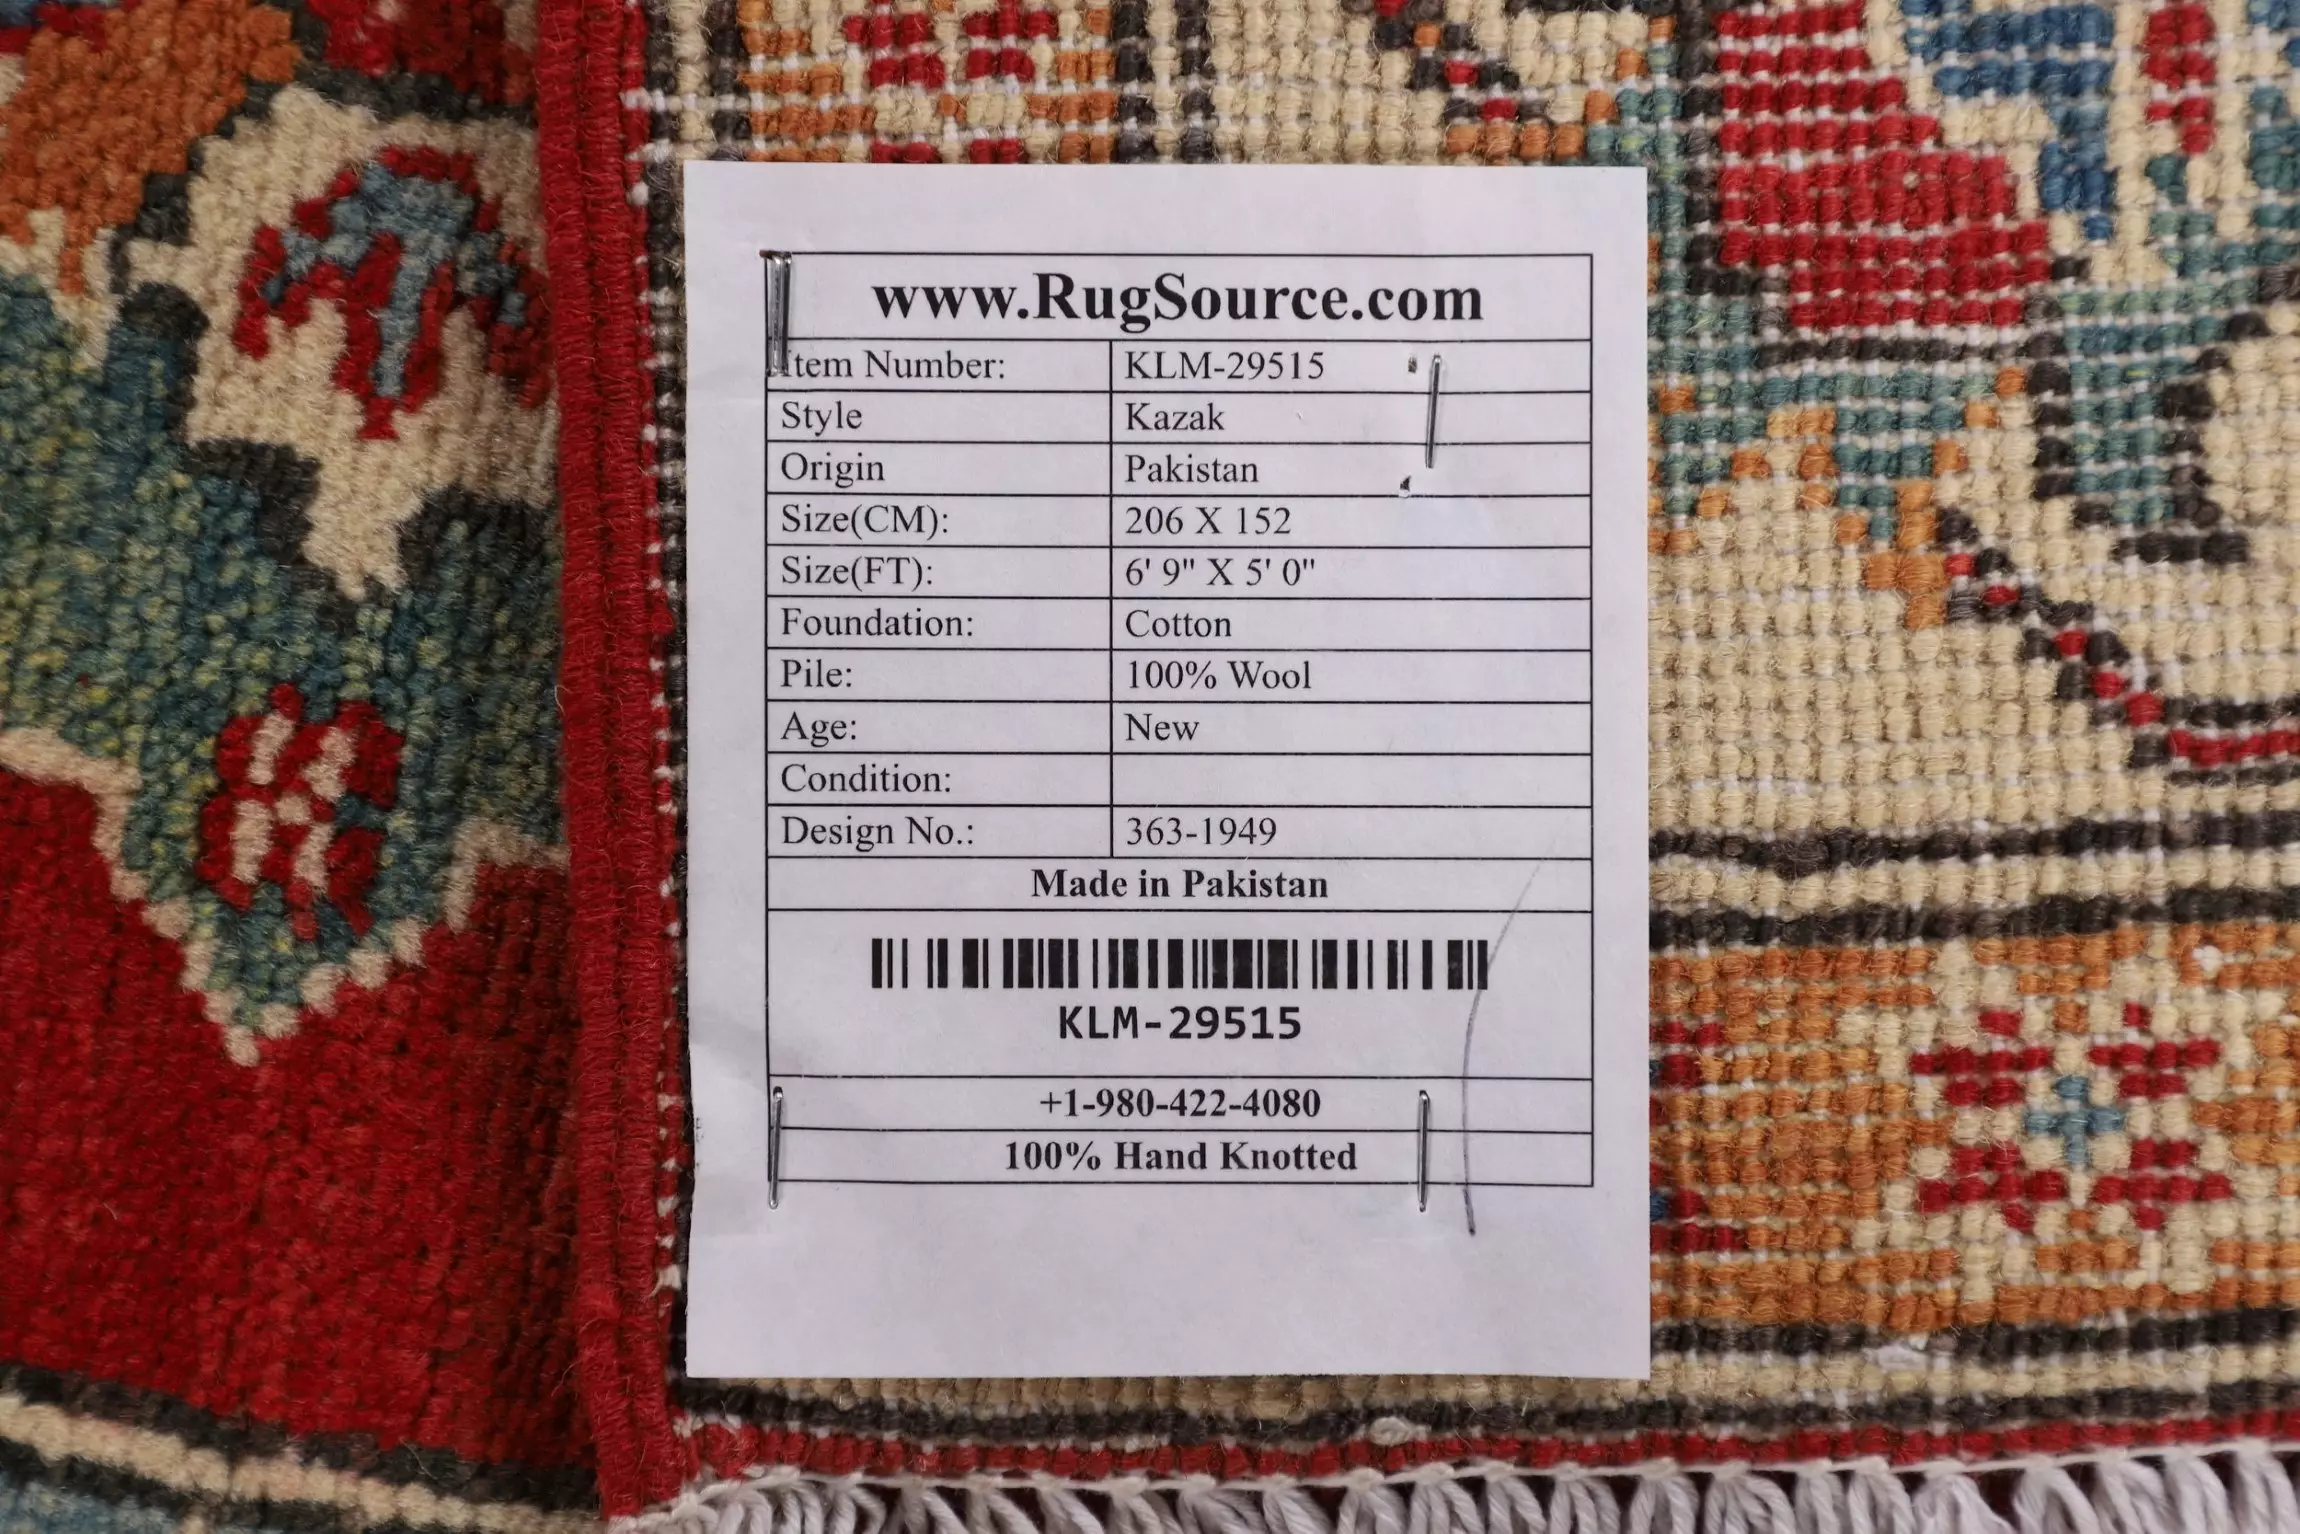 www.RugSource.com
Item Number: KLM-29515
Style Kazak
Origin Pakistan
Size(CM): 206 X 152
Size(FT): 6' 9" X 5' 0"
Foundation: Cotton
Pile: 100% Wool
Age: New
Condition:
Design No.: 363-1949
Made in Pakistan
KLM-29515
+1-980-422-4080
100% Hand Knotted